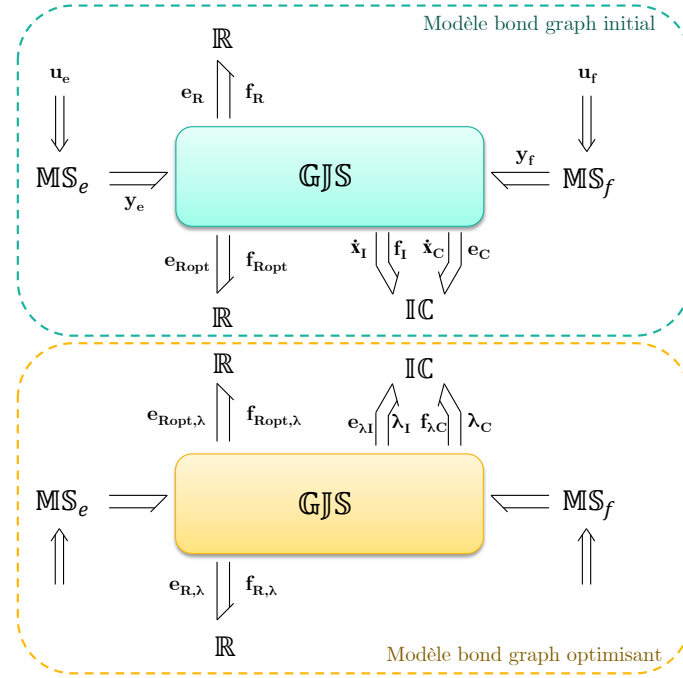 Modèle bond graph initial
ℝ
u_e
u_f
e_R f_R
𝕄𝕊_e
y_e
𝔾𝕁𝕊
y_f
𝕄𝕊_f
e_Ropt f_Ropt
ẋ_I f_I ẋ_C e_C
ℝ
𝕀ℂ
ℝ
𝕀ℂ
e_Ropt,λ f_Ropt,λ
e_λI λ_I f_λC λ_C
𝕄𝕊_e
𝔾𝕁𝕊
𝕄𝕊_f
e_R,λ f_R,λ
ℝ
Modèle bond graph optimisant